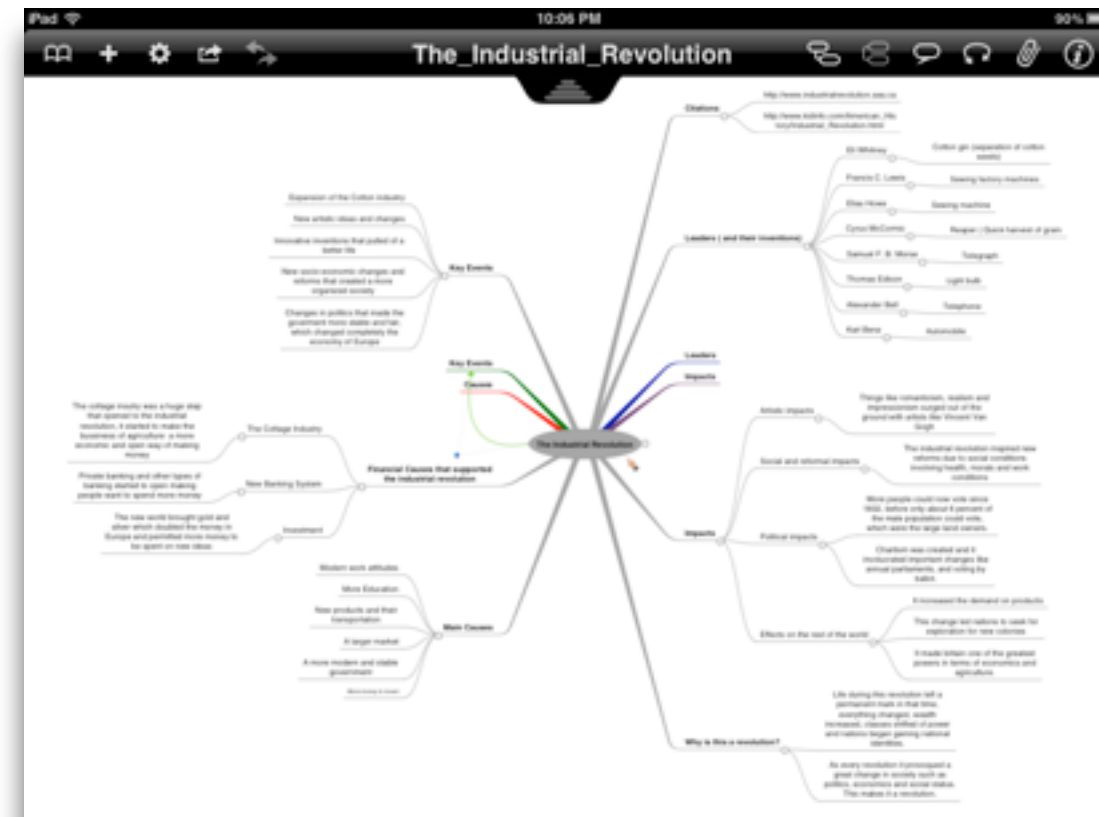 iPad
10:06 PM
90%
The_Industrial_Revolution
Citations
http://www.industrialrevolution.sea.ca
http://www.kidinfo.com/American_His
tory/Industrial_Revolution.html
Leaders ( and their inventions)
Eli Whitney
Cotton gin (separation of cotton
seeds)
Francis C. Lowell
Sewing factory machines
Elias Howe
Sewing machine
Cyrus McCormic
Reaper / Quick harvest of grain
Samuel F. B. Morse
Telegraph
Thomas Edison
Light bulb
Alexander Bell
Telephone
Karl Benz
Automobile
Key Events
Expansion of the Cotton industry
New artistic ideas and changes
Innovative inventions that pulled of a
better life
New socio-economic changes and
reforms that created a more
organized society
Changes in politics that made the
goverment more stable and fair,
which changed completely the
economy of Europe
Key Events
Causes
Leaders
Impacts
The Industrial Revolution
Financial Causes that supported
the industrial revolution
The Cottage Industry
The cottage insutry was a huge step
that opened to the industrial
revolution, it started to make the
bussiness of agriculture a more
economic and open way of making
money
New Banking System
Private banking and other types of
banking started to open making
people want to spend more money
Investment
The new world brought gold and
silver which doubled the money in
Europe and permitted more money to
be spent on new ideas
Main Causes
Modern work attitudes
More Education
New products and their
transportation
A larger market
A more modern and stable
government
More money to invest
Impacts
Artistic impacts
Things like romanticism, realism and
impressionism surged out of the
ground with artists like Vincent Van
Gogh
Social and reformal impacts
The industrial revolution inspired new
reforms due to social conditions
involving health, morals and work
conditions
Political impacts
More people could now vote since
1832, before only about 6 percent of
the male population could vote,
which were the large land owners.
Chartism was created and it
involucrated important changes like
annual parliaments, and voting by
ballot.
Effects on the rest of the world
It increased the demand on products
This change led nations to seek for
exploration for new colonies
It made britain one of the greatest
powers in terms of economics and
agriculture
Why is this a revolution?
Life during this revolution left a
permanent mark in that time,
everything changed, wealth
increased, classes shifted of power
and nations began gaining national
identities.
As every revolution it provoqued a
great change in society such as
politics, economics and social status.
This makes it a revolution.